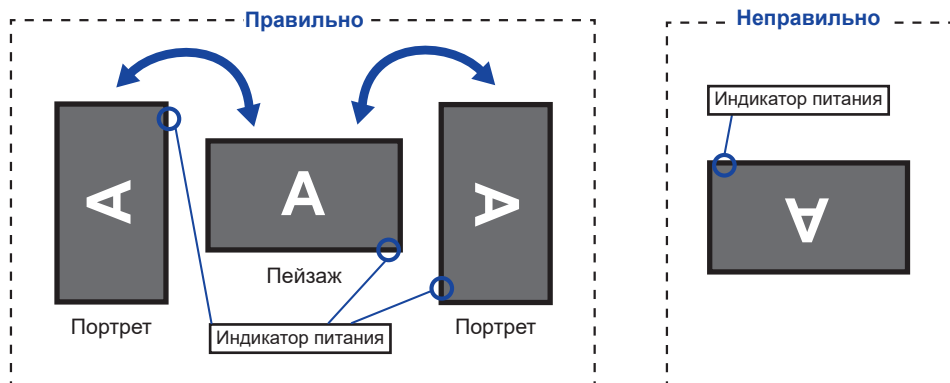 Правильно
Неправильно
Индикатор питания
A
A
A
A
Пейзаж
Портрет
Портрет
Индикатор питания